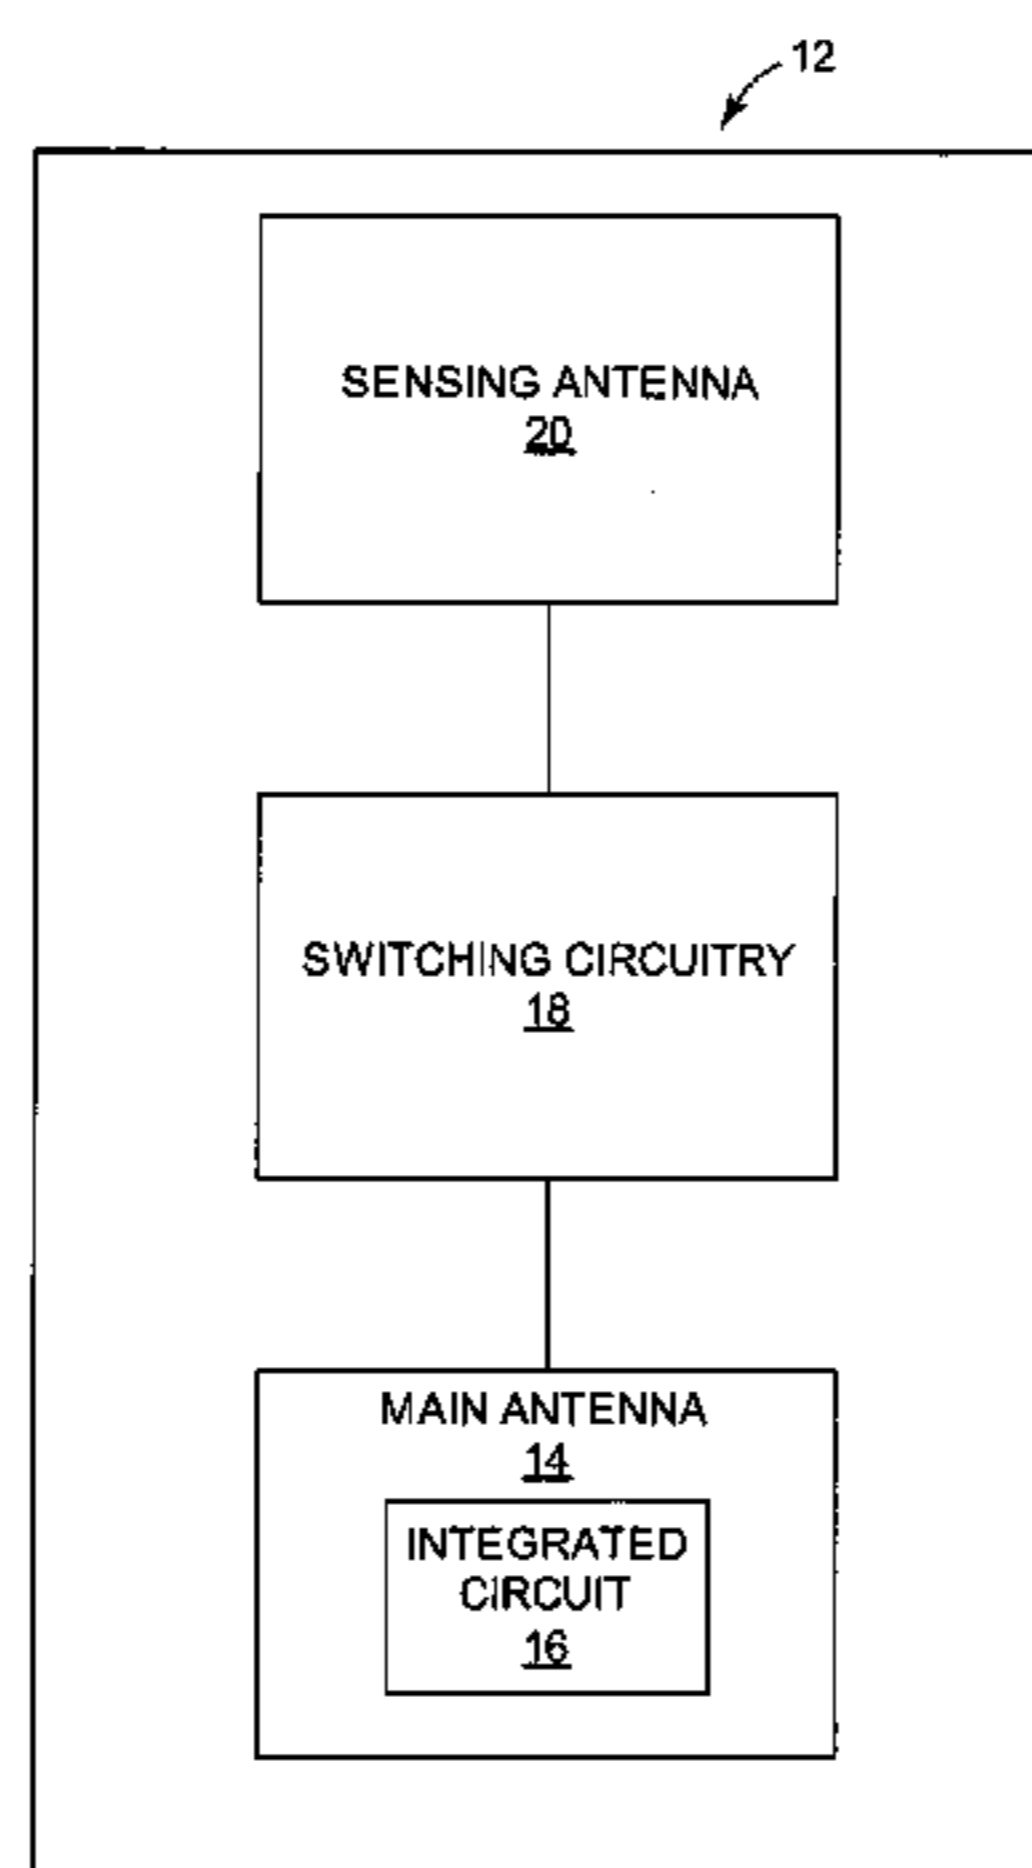 12
SENSING ANTENNA
20
SWITCHING CIRCUITRY
18
MAIN ANTENNA
14
INTEGRATED
CIRCUIT
16